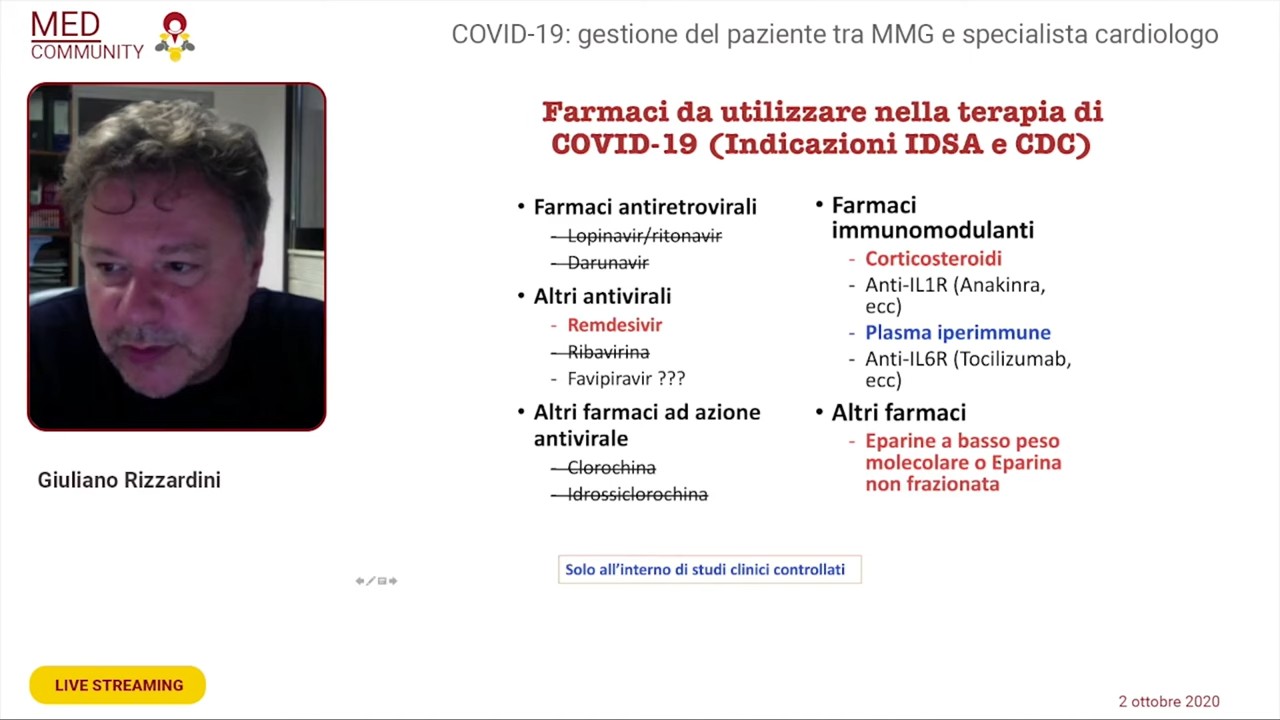 MED
COMMUNITY
COVID-19: gestione del paziente tra MMG e specialista cardiologo
Giuliano Rizzardini
Farmaci da utilizzare nella terapia di
COVID-19 (Indicazioni IDSA e CDC)
• Farmaci antiretrovirali
- Lopinavir/ritonavir
- Darunavir
• Altri antivirali
- Remdesivir
- Ribavirina
- Favipiravir ???
• Altri farmaci ad azione
antivirale
- Clorochina
- Idrossiclorochina
• Farmaci
immunomodulanti
- Corticosteroidi
- Anti-IL1R (Anakinra,
ecc)
- Plasma iperimmune
- Anti-IL6R (Tocilizumab,
ecc)
• Altri farmaci
- Eparine a basso peso
molecolare o Eparina
non frazionata
Solo all'interno di studi clinici controllati
LIVE STREAMING
2 ottobre 2020